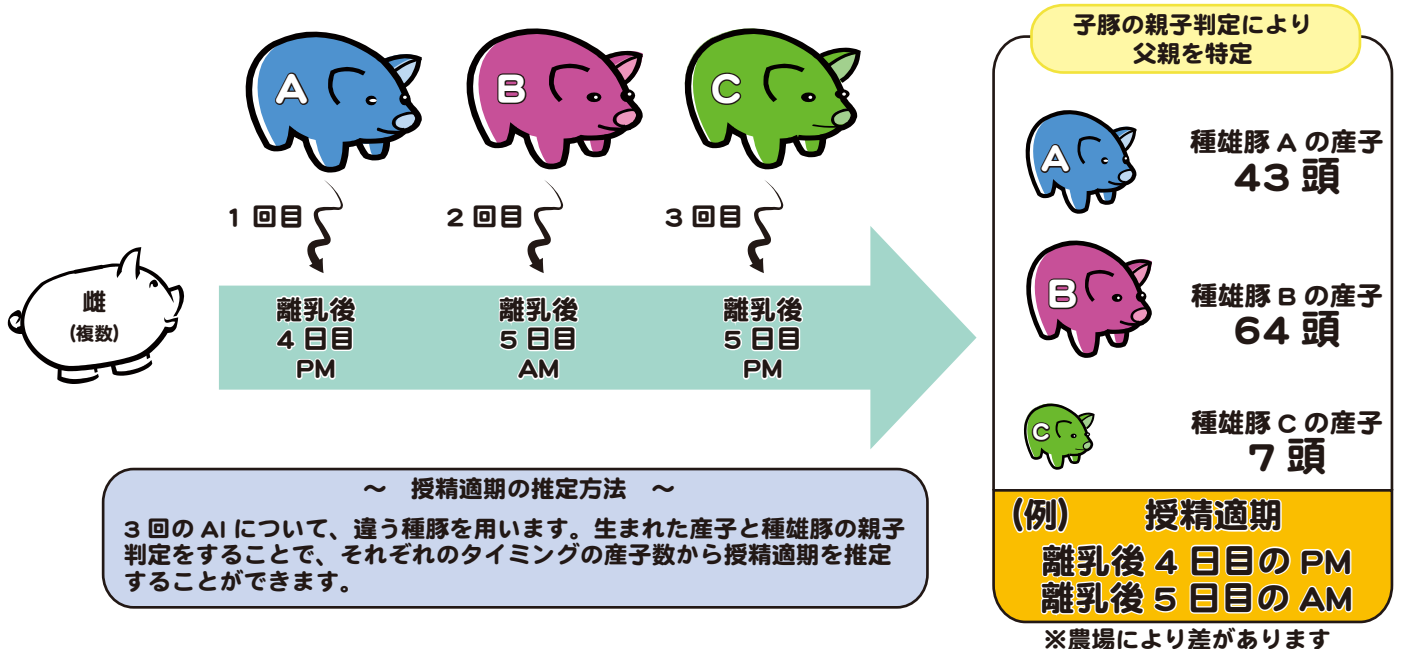 A
B
C
1 回目
2 回目
3 回目
雌
(複数)
離乳後
4 日目
PM
離乳後
5 日目
AM
離乳後
5 日目
PM
～ 授精適期の推定方法 ～
3 回の AI について、違う種豚を用います。生まれた産子と種雄豚の親子
判定をすることで、それぞれのタイミングの産子数から授精適期を推定
することができます。
子豚の親子判定により
父親を特定
A
種雄豚 A の産子
43 頭
B
種雄豚 B の産子
64 頭
C
種雄豚 C の産子
7 頭
(例) 授精適期
離乳後 4 日目の PM
離乳後 5 日目の AM
※農場により差があります